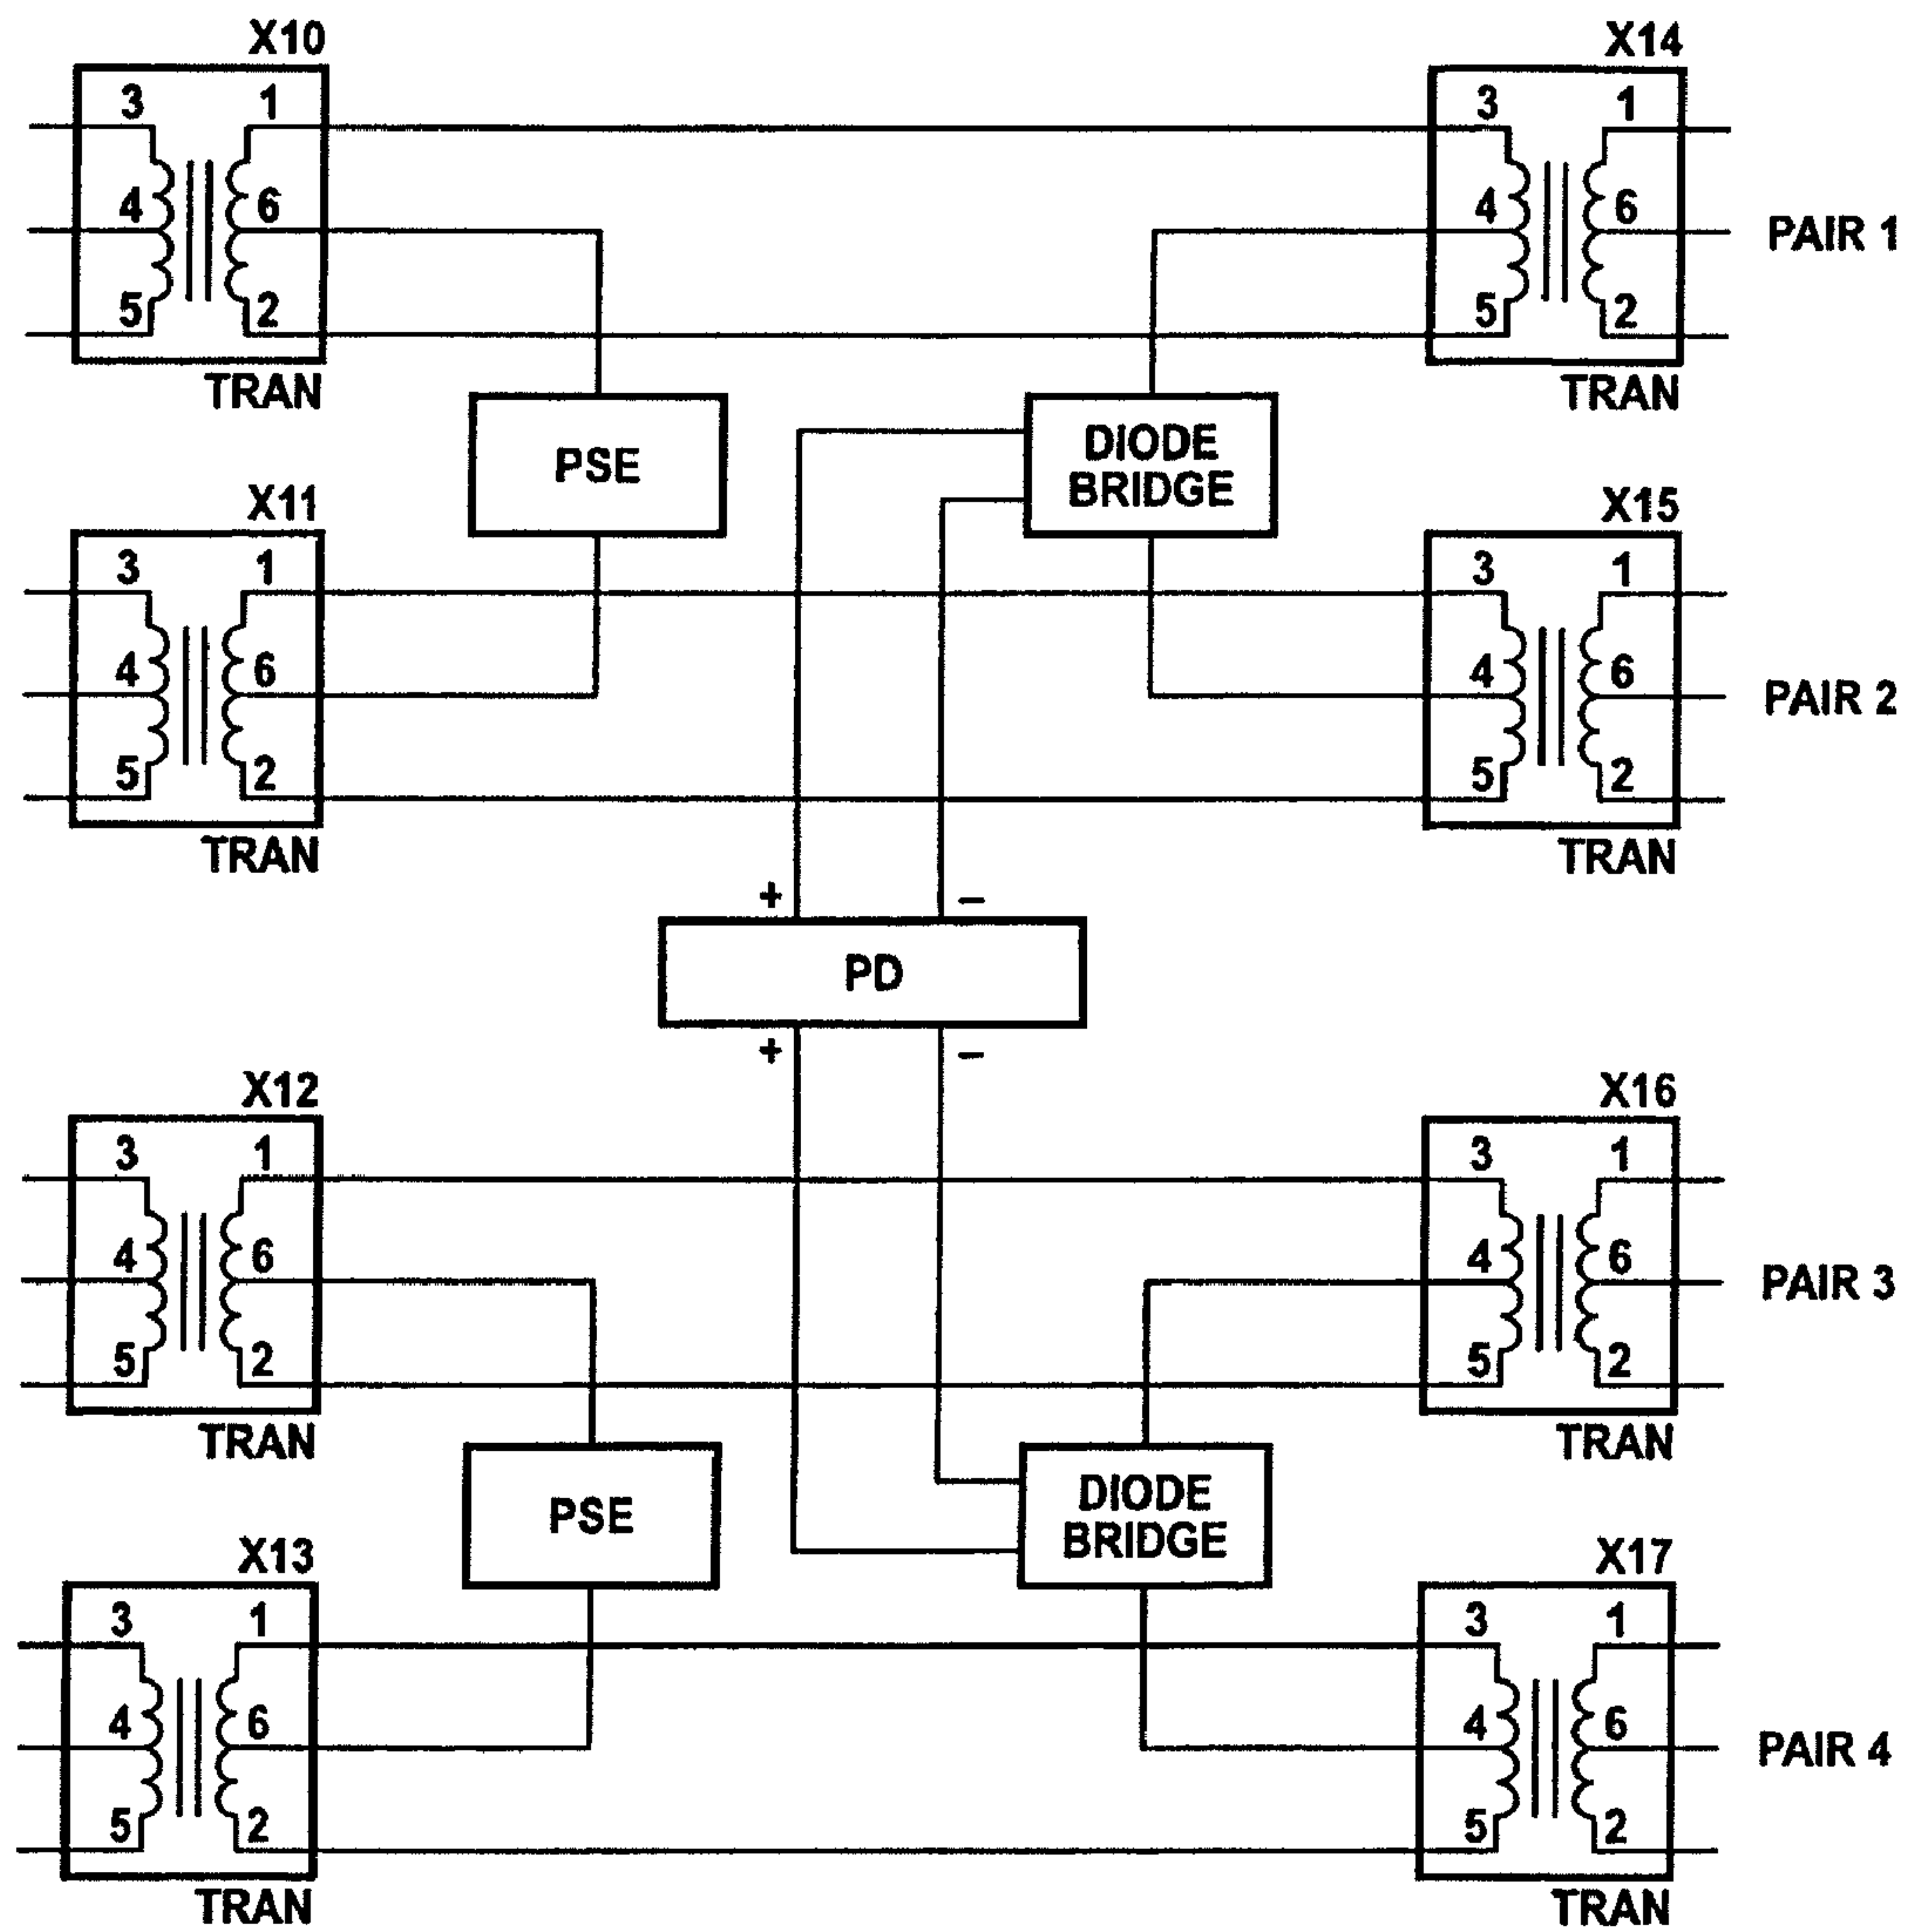 X10
X14
3 1
3 1
4 6
4 6
PAIR 1
5 2
5 2
TRAN
TRAN
PSE
DIODE
BRIDGE
X11
X15
3 1
3 1
4 6
4 6
PAIR 2
5 2
5 2
TRAN
TRAN
+ −
PD
+ −
X12
X16
3 1
3 1
4 6
4 6
PAIR 3
5 2
5 2
TRAN
TRAN
PSE
DIODE
BRIDGE
X13
X17
3 1
3 1
4 6
4 6
PAIR 4
5 2
5 2
TRAN
TRAN